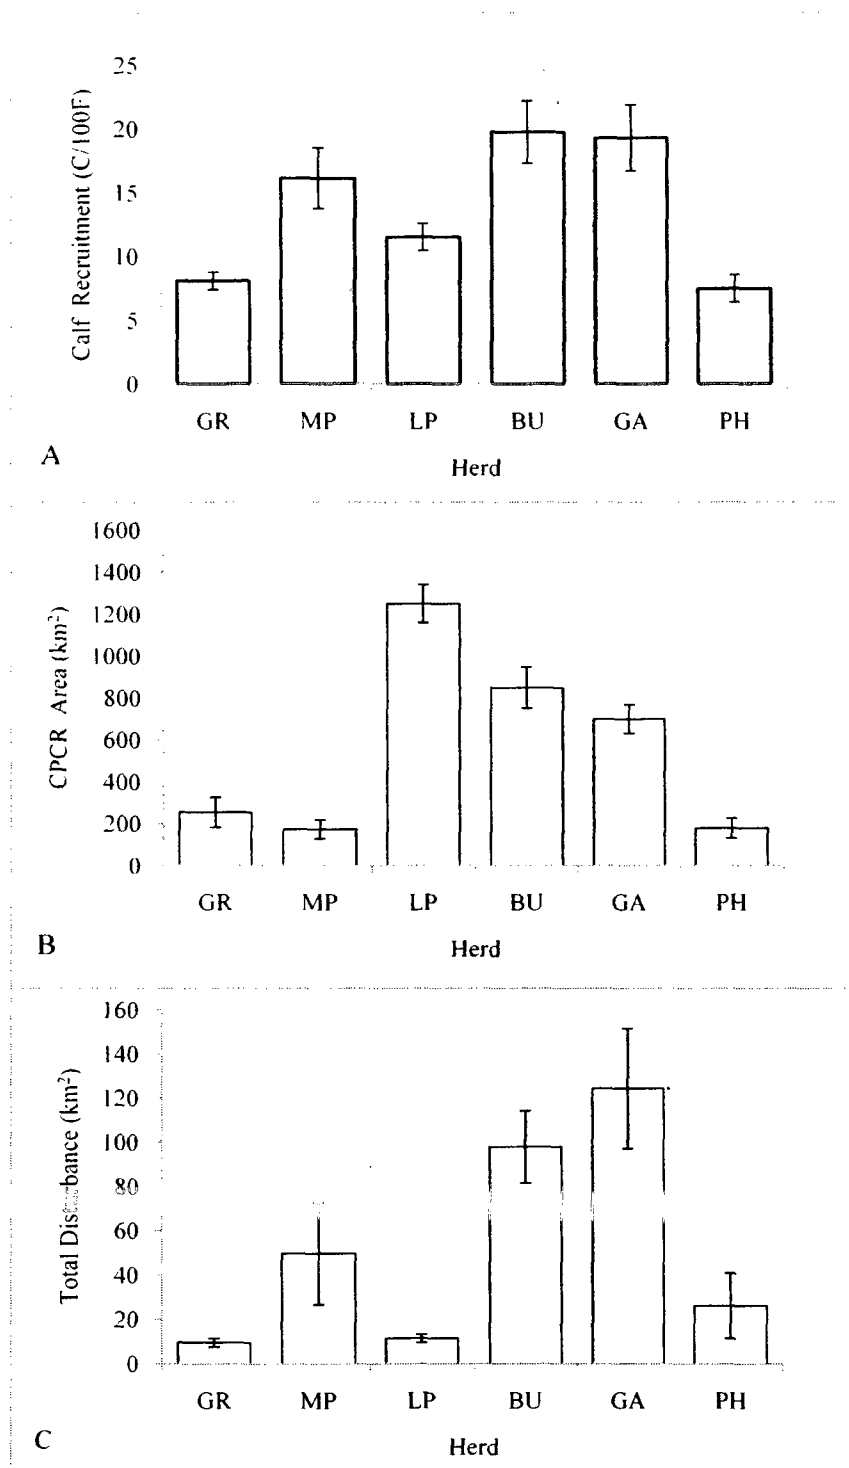 Calf Recruitment (C/100F)
25
20
15
10
5
0
GR MP LP BU GA PH
A
Herd
CPCR Area (km²)
1600
1400
1200
1000
800
600
400
200
0
GR MP LP BU GA PH
B
Herd
Total Disturbance (km²)
160
140
120
100
80
60
40
20
0
GR MP LP BU GA PH
C
Herd